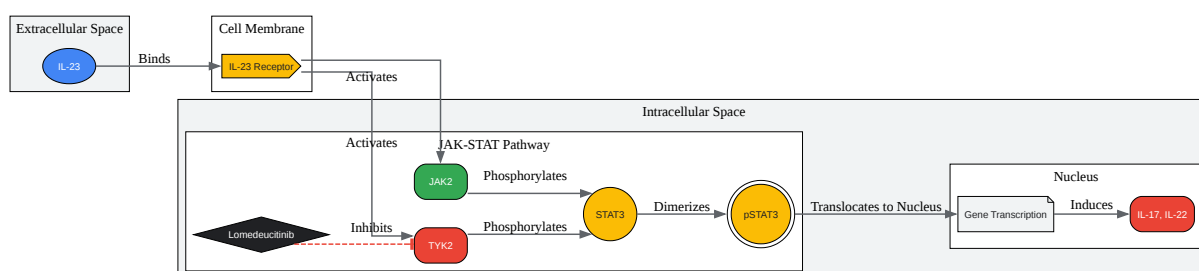 Extracellular Space
Cell Membrane
IL-23
Binds
IL-23 Receptor
Activates
Intracellular Space
Activates
JAK-STAT Pathway
JAK2
Phosphorylates
Nucleus
STAT3
Dimerizes
pSTAT3
Translocates to Nucleus
Gene Transcription
Induces
IL-17, IL-22
Lomedeucitinib
Inhibits
Phosphorylates
TYK2